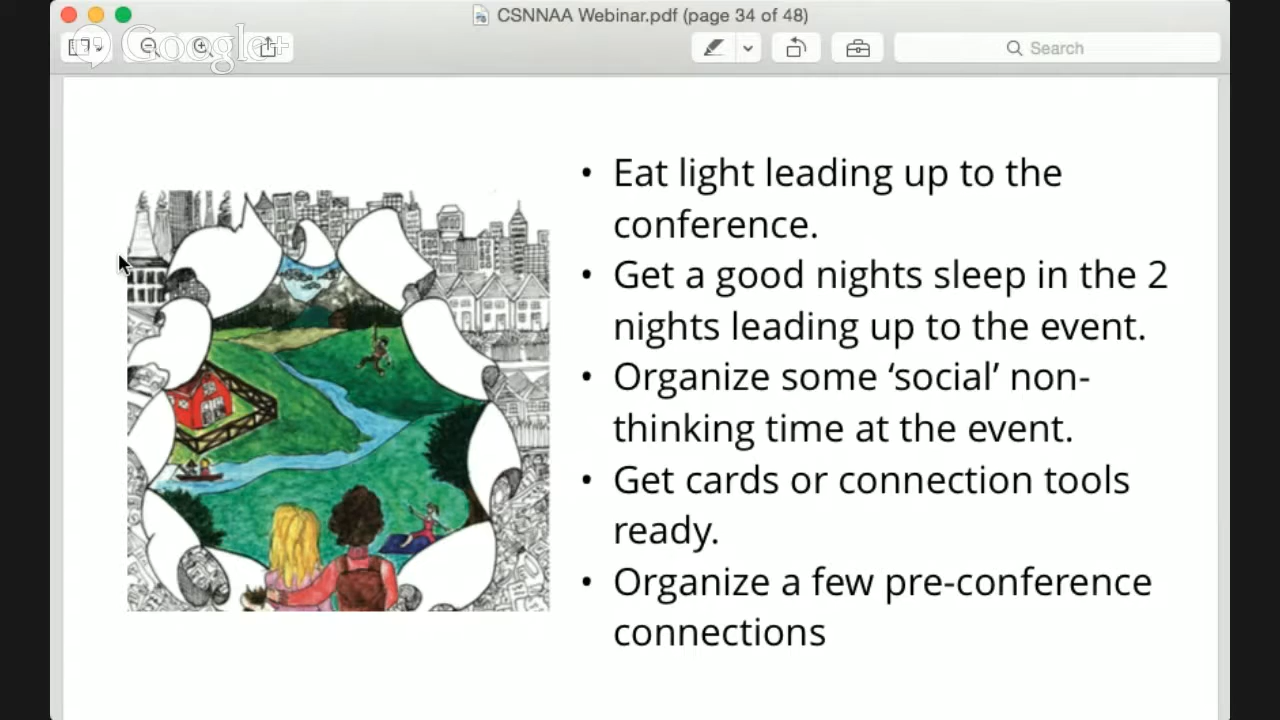 CSNNAA Webinar.pdf (page 34 of 48)
Google+
Search
• Eat light leading up to the
conference.
• Get a good nights sleep in the 2
nights leading up to the event.
• Organize some ‘social’ non-
thinking time at the event.
• Get cards or connection tools
ready.
• Organize a few pre-conference
connections